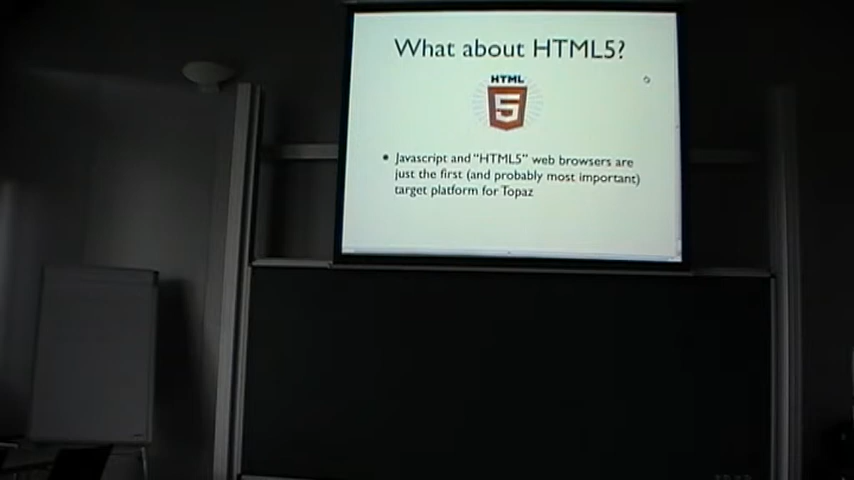 What about HTML5?
HTML
5
• Javascript and "HTML5" web browsers are
just the first (and probably most important)
target platform for Topaz